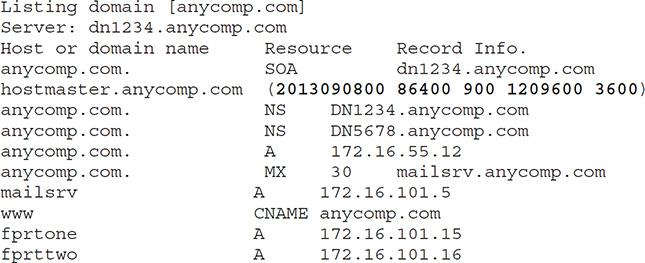 Listing domain [anycomp.com]
Server: dn1234.anycomp.com
Host or domain name Resource Record Info.
anycomp.com. SOA dn1234.anycomp.com
hostmaster.anycomp.com (2013090800 86400 900 1209600 3600)
anycomp.com. NS DN1234.anycomp.com
anycomp.com. NS DN5678.anycomp.com
anycomp.com. A 172.16.55.12
anycomp.com. MX 30 mailsrv.anycomp.com
mailsrv A 172.16.101.5
www CNAME anycomp.com
fprtone A 172.16.101.15
fprttwo A 172.16.101.16